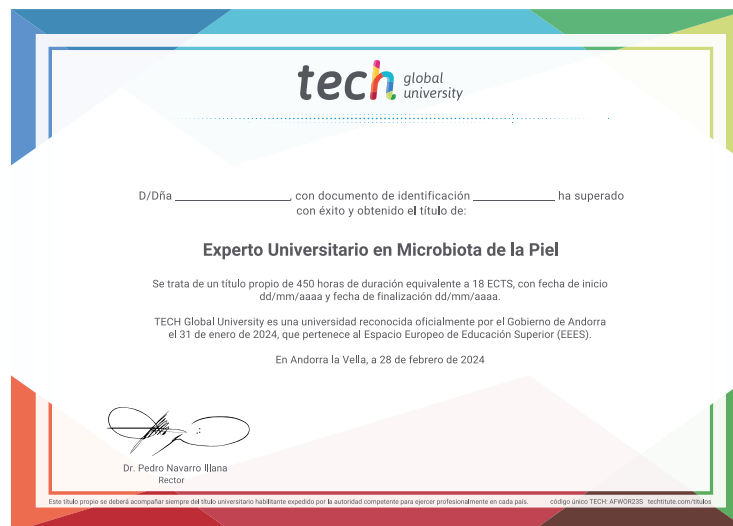 tech global university
D/Dña ______________, con documento de identificación ______________ ha superado
con éxito y obtenido el título de:
Experto Universitario en Microbiota de la Piel
Se trata de un título propio de 450 horas de duración equivalente a 18 ECTS, con fecha de inicio
dd/mm/aaaa y fecha de finalización dd/mm/aaaa.
TECH Global University es una universidad reconocida oficialmente por el Gobierno de Andorra
el 31 de enero de 2024, que pertenece al Espacio Europeo de Educación Superior (EEES).
En Andorra la Vella, a 28 de febrero de 2024
Dr. Pedro Navarro Illana
Rector
Este título propio se deberá acompañar siempre del título universitario habilitante expedido por la autoridad competente para ejercer profesionalmente en cada país. código único TECH: AFWOR23S techtitute.com/titulos